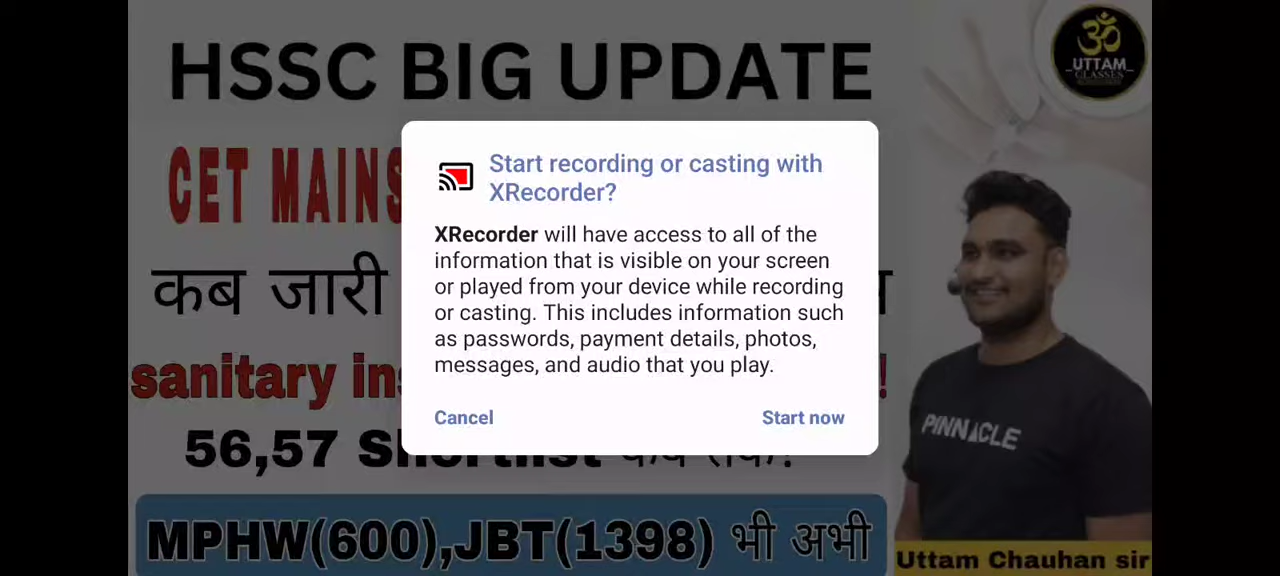 HSSC BIG UPDATE
UTTAM
CLASSES
CET MAINS
कब जारी
sanitary ins
!
56,57 Shortlist कब तक?
MPHW(600),JBT(1398) भी अभी
PINNACLE
Uttam Chauhan sir
Start recording or casting with
XRecorder?
XRecorder will have access to all of the
information that is visible on your screen
or played from your device while recording
or casting. This includes information such
as passwords, payment details, photos,
messages, and audio that you play.
Cancel
Start now